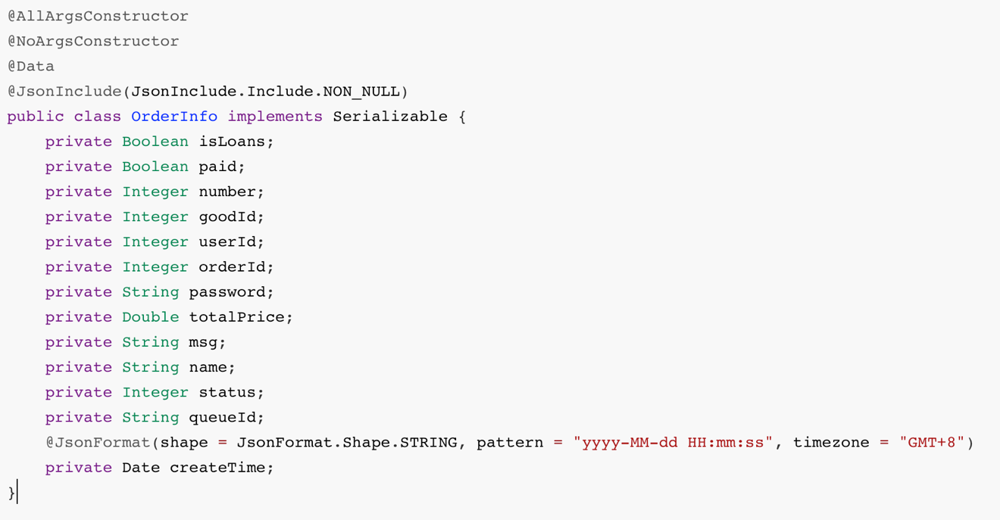 @AllArgsConstructor
@NoArgsConstructor
@Data
@JsonInclude(JsonInclude.Include.NON_NULL)
public class OrderInfo implements Serializable {
    private Boolean isLoans;
    private Boolean paid;
    private Integer number;
    private Integer goodId;
    private Integer userId;
    private Integer orderId;
    private String password;
    private Double totalPrice;
    private String msg;
    private String name;
    private Integer status;
    private String queueId;
    @JsonFormat(shape = JsonFormat.Shape.STRING, pattern = "yyyy-MM-dd HH:mm:ss", timezone = "GMT+8")
    private Date createTime;
}